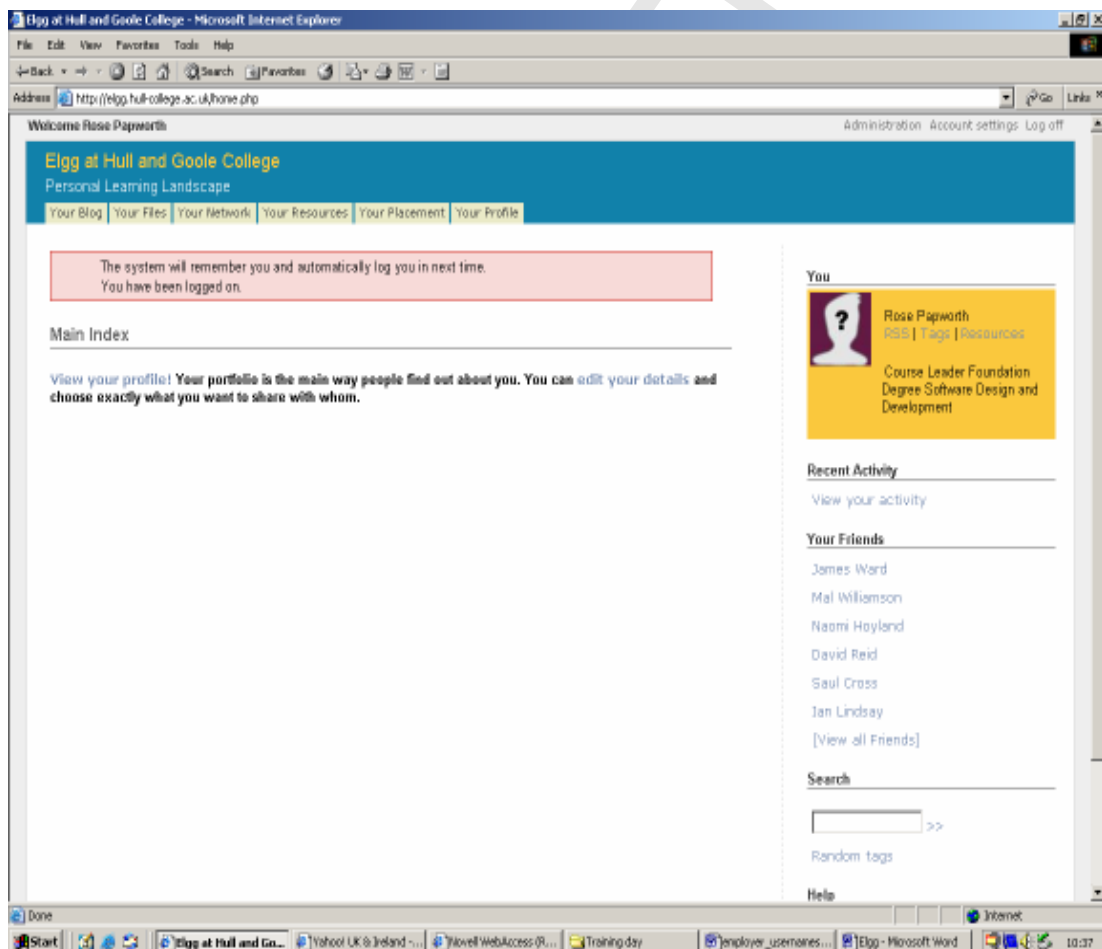 Elgg at Hull and Goole College - Microsoft Internet Explorer
File Edit View Favorites Tools Help
Back Search Favorites
Address http://elgg.hull-college.ac.uk/home.php Go Links
Welcome Rose Papworth Administration Account settings Log off
Elgg at Hull and Goole College
Personal Learning Landscape
Your Blog Your Files Your Network Your Resources Your Placement Your Profile
The system will remember you and automatically log you in next time.
You have been logged on.
Main Index
View your profile! Your portfolio is the main way people find out about you. You can edit your details and
choose exactly what you want to share with whom.
You
?
Rose Papworth
RSS | Tags | Resources
Course Leader Foundation
Degree Software Design and
Development
Recent Activity
View your activity
Your Friends
James Ward
Mal Williamson
Naomi Hoyland
David Reid
Saul Cross
Ian Lindsay
[View all Friends]
Search
>>
Random tags
Help
Done Internet
Start Elgg at Hull and Go... Yahoo! UK & Ireland -... Novell WebAccess (R... Training day employer_usernames... Elgg - Microsoft Word 10:37